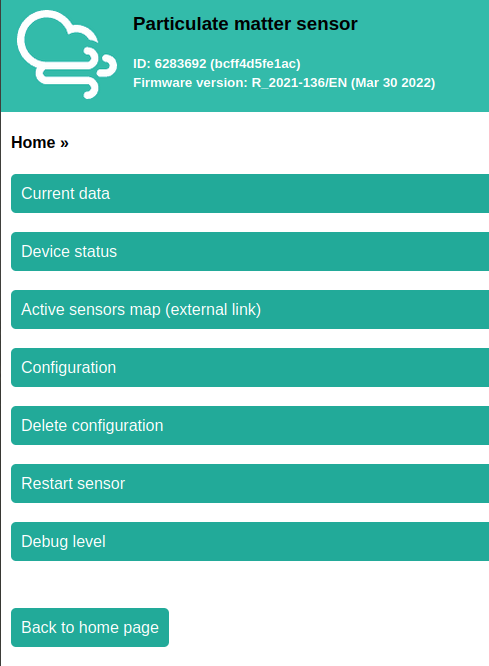 Particulate matter sensor
ID: 6283692 (bcff4d5fe1ac)
Firmware version: R_2021-136/EN (Mar 30 2022)
Home »
Current data
Device status
Active sensors map (external link)
Configuration
Delete configuration
Restart sensor
Debug level
Back to home page